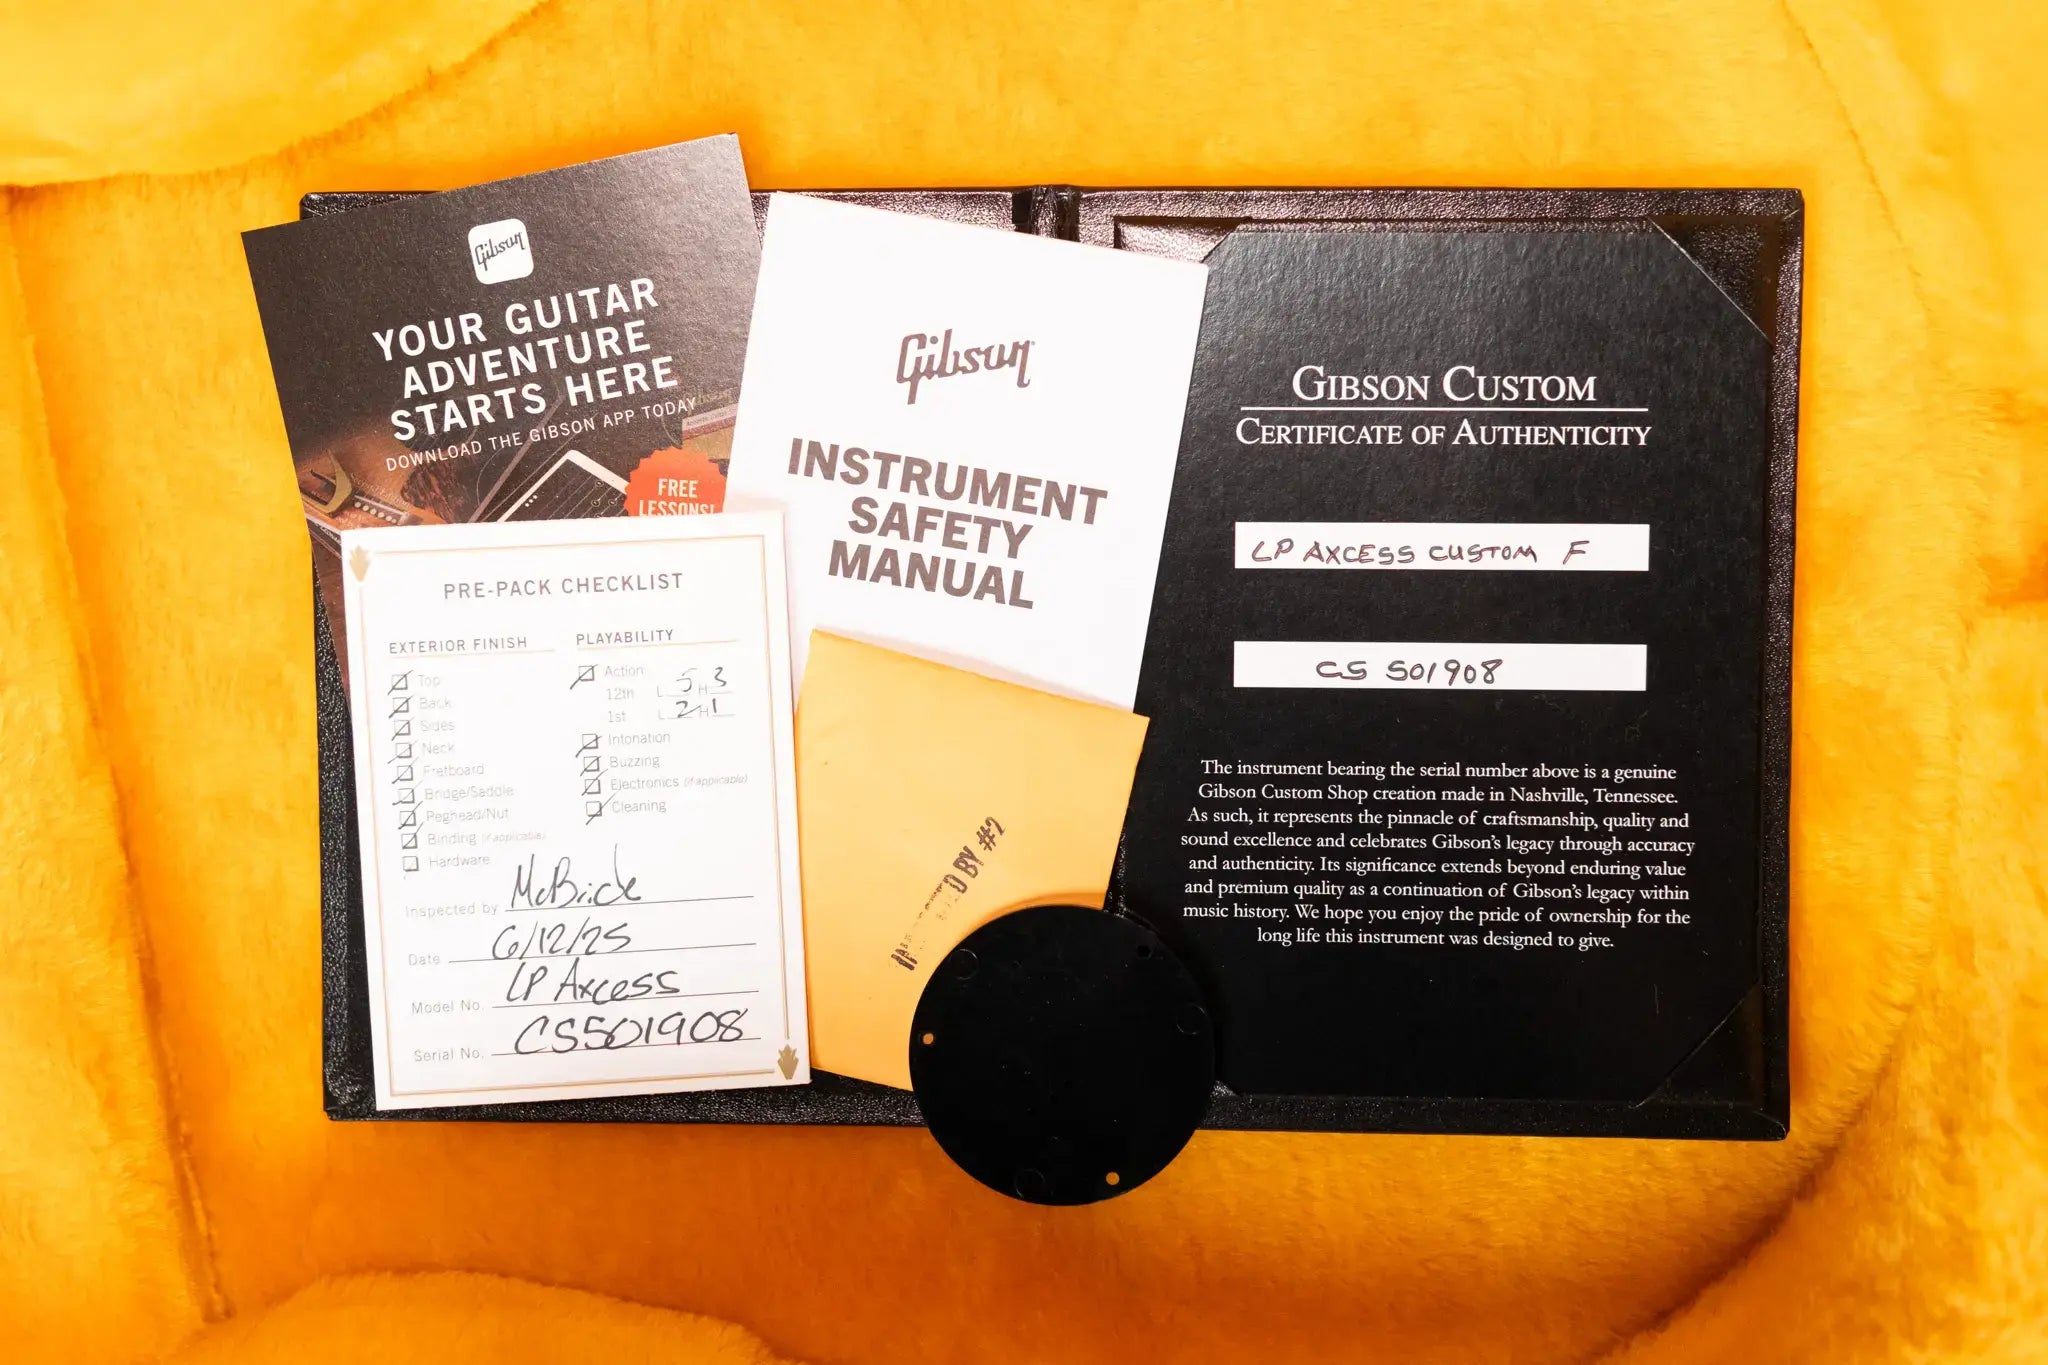 Gibson
YOUR GUITAR
ADVENTURE
STARTS HERE
DOWNLOAD THE GIBSON APP TODAY
FREE
LESSONS!
Gibson
INSTRUMENT
SAFETY
MANUAL
PRE-PACK CHECKLIST
EXTERIOR FINISH
Top
Back
Sides
Neck
Fretboard
Bridge/Saddle
Peghead/Nut
Binding (if applicable)
Hardware
PLAYABILITY
Action
12th L 5 H 3
1st L 2 H 1
Intonation
Buzzing
Electronics (if applicable)
Cleaning
Inspected by McBride
Date 6/12/25
Model No. LP Axcess
Serial No. CS501908
BY #2
GIBSON CUSTOM
CERTIFICATE OF AUTHENTICITY
LP AXCESS CUSTOM F
CS 501908
The instrument bearing the serial number above is a genuine
Gibson Custom Shop creation made in Nashville, Tennessee.
As such, it represents the pinnacle of craftsmanship, quality and
sound excellence and celebrates Gibson's legacy through accuracy
and authenticity. Its significance extends beyond enduring value
and premium quality as a continuation of Gibson's legacy within
music history. We hope you enjoy the pride of ownership for the
long life this instrument was designed to give.